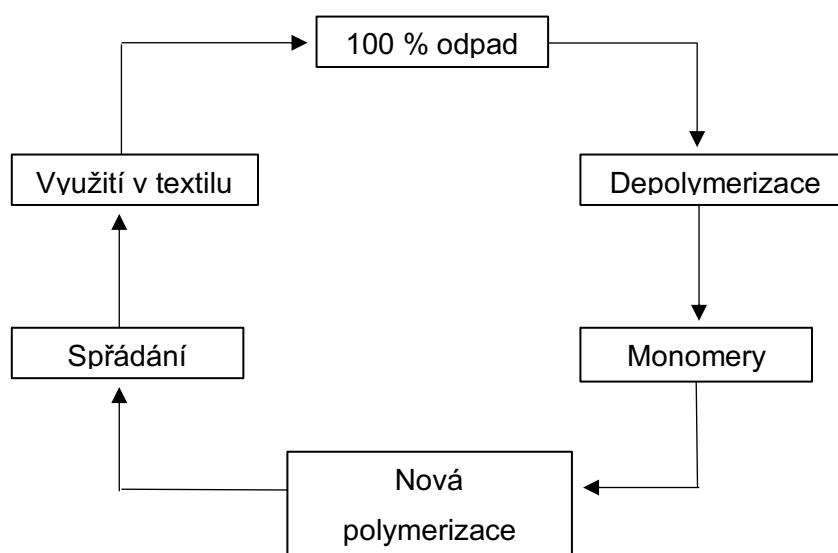 100 % odpad
Využití v textilu
Depolymerizace
Spřádání
Monomery
Nová
polymerizace